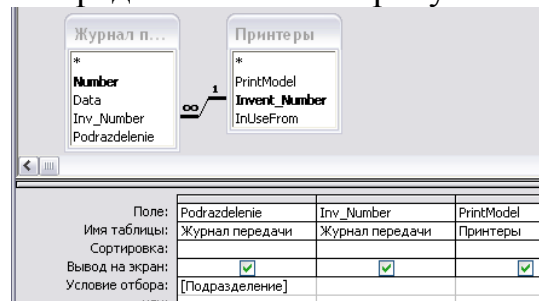 Журнал п... Принтеры
*
Number
Data
Inv_Number
Podrazdelenie
∞ 1
*
PrintModel
Invent_Number
InUseFrom
Поле: Podrazdelenie Inv_Number PrintModel
Имя таблицы: Журнал передачи Журнал передачи Принтеры
Сортировка:
Вывод на экран:
Условие отбора: [Подразделение]